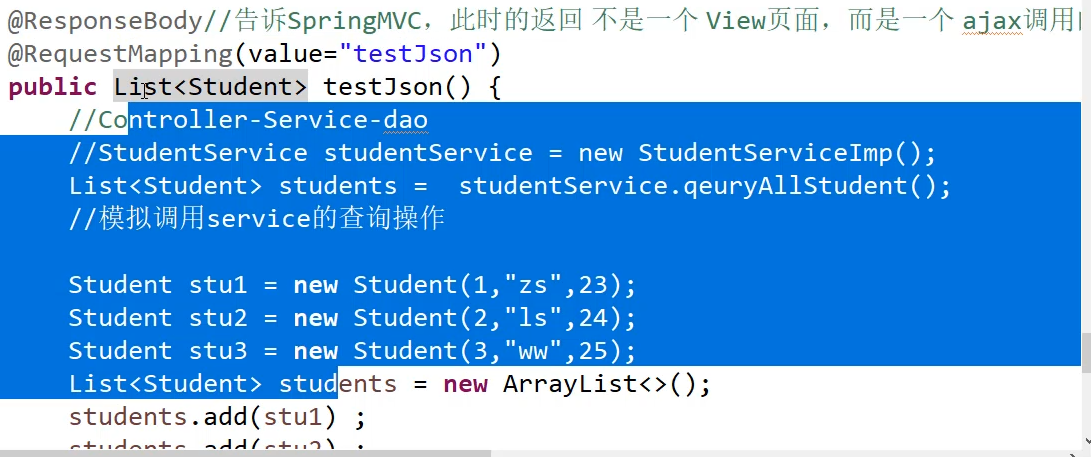 @ResponseBody//告诉SpringMVC，此时的返回 不是一个 View页面，而是一个 ajax调用
@RequestMapping(value="testJson")
public List<Student> testJson() {
//Controller-Service-dao
//StudentService studentService = new StudentServiceImp();
List<Student> students =  studentService.qeuryAllStudent();
//模拟调用service的查询操作
Student stu1 = new Student(1,"zs",23);
Student stu2 = new Student(2,"ls",24);
Student stu3 = new Student(3,"ww",25);
List<Student> students = new ArrayList<>();
students.add(stu1) ;
students.add(stu2) ;